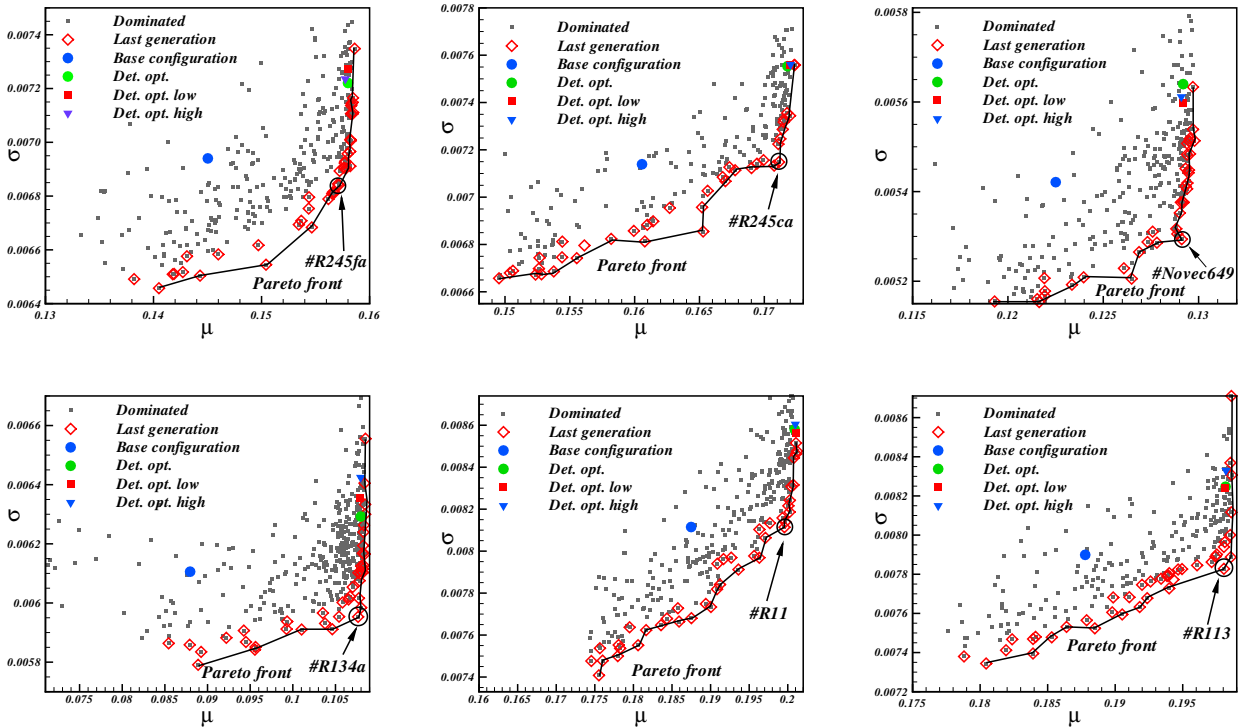 σ
0.0074
0.0072
0.0070
0.0068
0.0066
0.0064
Dominated
Last generation
Base configuration
Det. opt.
Det. opt. low
Det. opt. high
#R245fa
Pareto front
0.13
0.14
0.15
0.16
μ
σ
0.0078
0.0076
0.0074
0.0072
0.007
0.0068
0.0066
Dominated
Last generation
Base configuration
Det. opt.
Det. opt. low
Det. opt. high
#R245ca
Pareto front
0.15
0.155
0.16
0.165
0.17
μ
σ
0.0058
0.0056
0.0054
0.0052
Dominated
Last generation
Base configuration
Det. opt.
Det. opt. low
Det. opt. high
#Novec649
Pareto front
0.115
0.12
0.125
0.13
μ
σ
0.0066
0.0064
0.0062
0.006
0.0058
Dominated
Last generation
Base configuration
Det. opt.
Det. opt. low
Det. opt. high
#R134a
Pareto front
0.075
0.08
0.085
0.09
0.095
0.1
0.105
μ
σ
0.0086
0.0084
0.0082
0.008
0.0078
0.0076
0.0074
Dominated
Last generation
Base configuration
Det. opt.
Det. opt. low
Det. opt. high
#R11
Pareto front
0.16
0.165
0.17
0.175
0.18
0.185
0.19
0.195
0.2
μ
σ
0.0086
0.0084
0.0082
0.0080
0.0078
0.0076
0.0074
0.0072
Dominated
Last generation
Base configuration
Det. opt.
Det. opt. low
Det. opt. high
#R113
Pareto front
0.175
0.18
0.185
0.19
0.195
μ